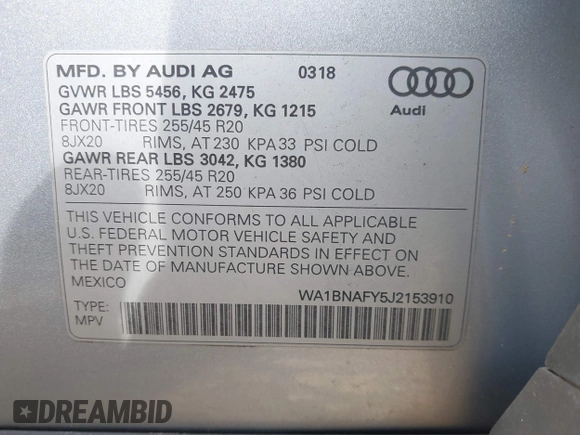 MFD. BY AUDI AG 0318
GVWR LBS 5456, KG 2475
GAWR FRONT LBS 2679, KG 1215
Audi
FRONT-TIRES 255/45 R20
8JX20 RIMS, AT 230 KPA 33 PSI COLD
GAWR REAR LBS 3042, KG 1380
REAR-TIRES 255/45 R20
8JX20 RIMS, AT 250 KPA 36 PSI COLD
THIS VEHICLE CONFORMS TO ALL APPLICABLE
U.S. FEDERAL MOTOR VEHICLE SAFETY AND
THEFT PREVENTION STANDARDS IN EFFECT ON
THE DATE OF MANUFACTURE SHOWN ABOVE.
MEXICO WA1BNAFY5J2153910
TYPE:
MPV
DREAMBID